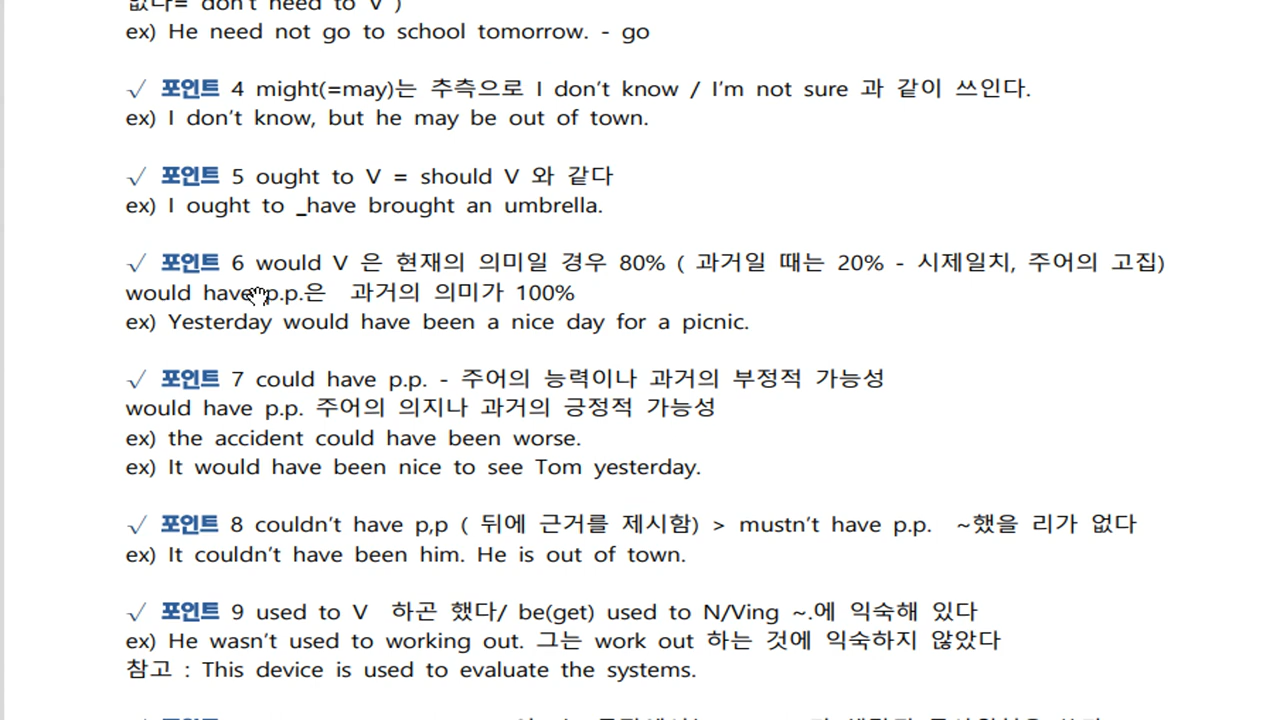 없다= don't need to V )
ex) He need not go to school tomorrow. - go
√ 포인트 4 might(=may)는 추측으로 I don't know / I'm not sure 과 같이 쓰인다.
ex) I don't know, but he may be out of town.
√ 포인트 5 ought to V = should V 와 같다
ex) I ought to _have brought an umbrella.
√ 포인트 6 would V 은 현재의 의미일 경우 80% ( 과거일 때는 20% - 시제일치, 주어의 고집)
would have p.p.은 과거의 의미가 100%
ex) Yesterday would have been a nice day for a picnic.
√ 포인트 7 could have p.p. - 주어의 능력이나 과거의 부정적 가능성
would have p.p. 주어의 의지나 과거의 긍정적 가능성
ex) the accident could have been worse.
ex) It would have been nice to see Tom yesterday.
√ 포인트 8 couldn't have p,p ( 뒤에 근거를 제시함) > mustn't have p.p. ~했을 리가 없다
ex) It couldn't have been him. He is out of town.
√ 포인트 9 used to V 하곤 했다/ be(get) used to N/Ving ~.에 익숙해 있다
ex) He wasn't used to working out. 그는 work out 하는 것에 익숙하지 않았다
참고 : This device is used to evaluate the systems.
√ 포인트